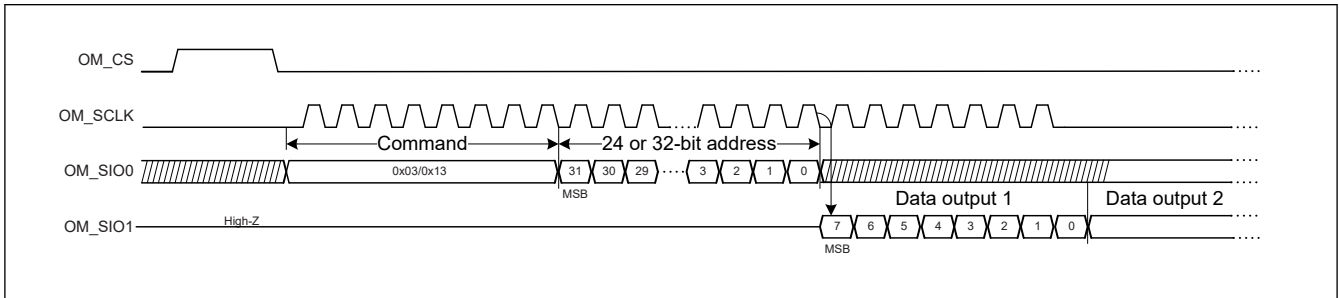 OM_CS
OM_SCLK
Command
24 or 32-bit address
OM_SIO0
0x03/0x13
31 30 29 3 2 1 0
MSB
Data output 1 Data output 2
OM_SIO1
High-Z
7 6 5 4 3 2 1 0
MSB